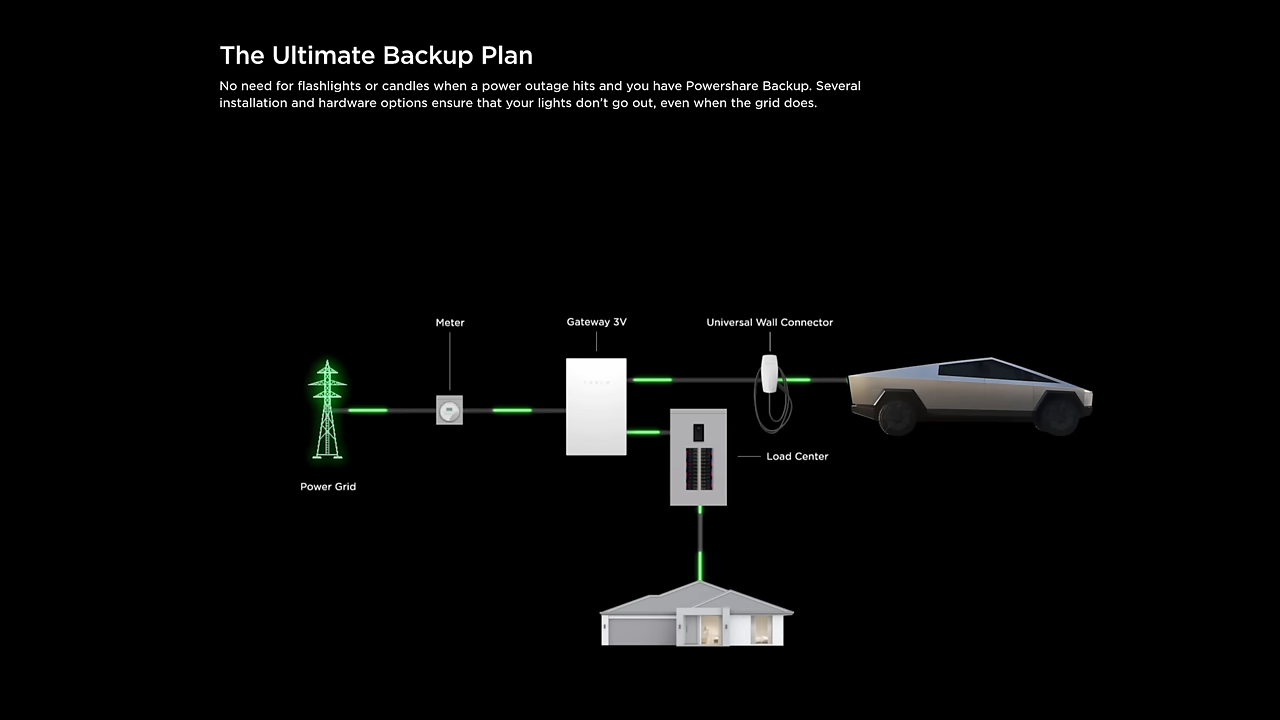 The Ultimate Backup Plan
No need for flashlights or candles when a power outage hits and you have Powershare Backup. Several
installation and hardware options ensure that your lights don't go out, even when the grid does.
Meter
Gateway 3V
Universal Wall Connector
TESLA
Load Center
Power Grid